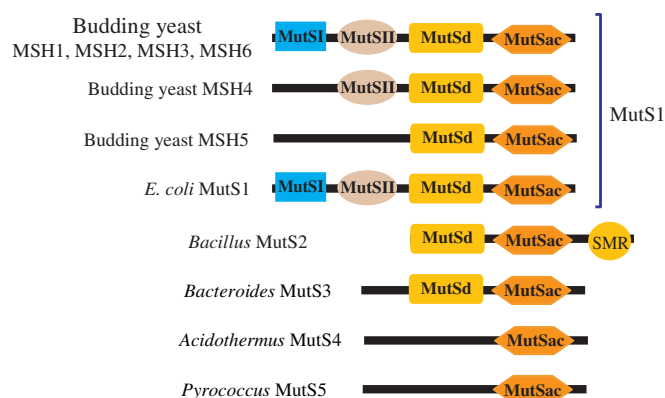 Budding yeast MutSI MutSII MutSd MutSac
MSH1, MSH2, MSH3, MSH6
Budding yeast MSH4 MutSII MutSd MutSac
MutS1
Budding yeast MSH5 MutSd MutSac
E. coli MutS1 MutSI MutSII MutSd MutSac
Bacillus MutS2 MutSd MutSac SMR
Bacteroides MutS3 MutSd MutSac
Acidothermus MutS4 MutSac
Pyrococcus MutS5 MutSac